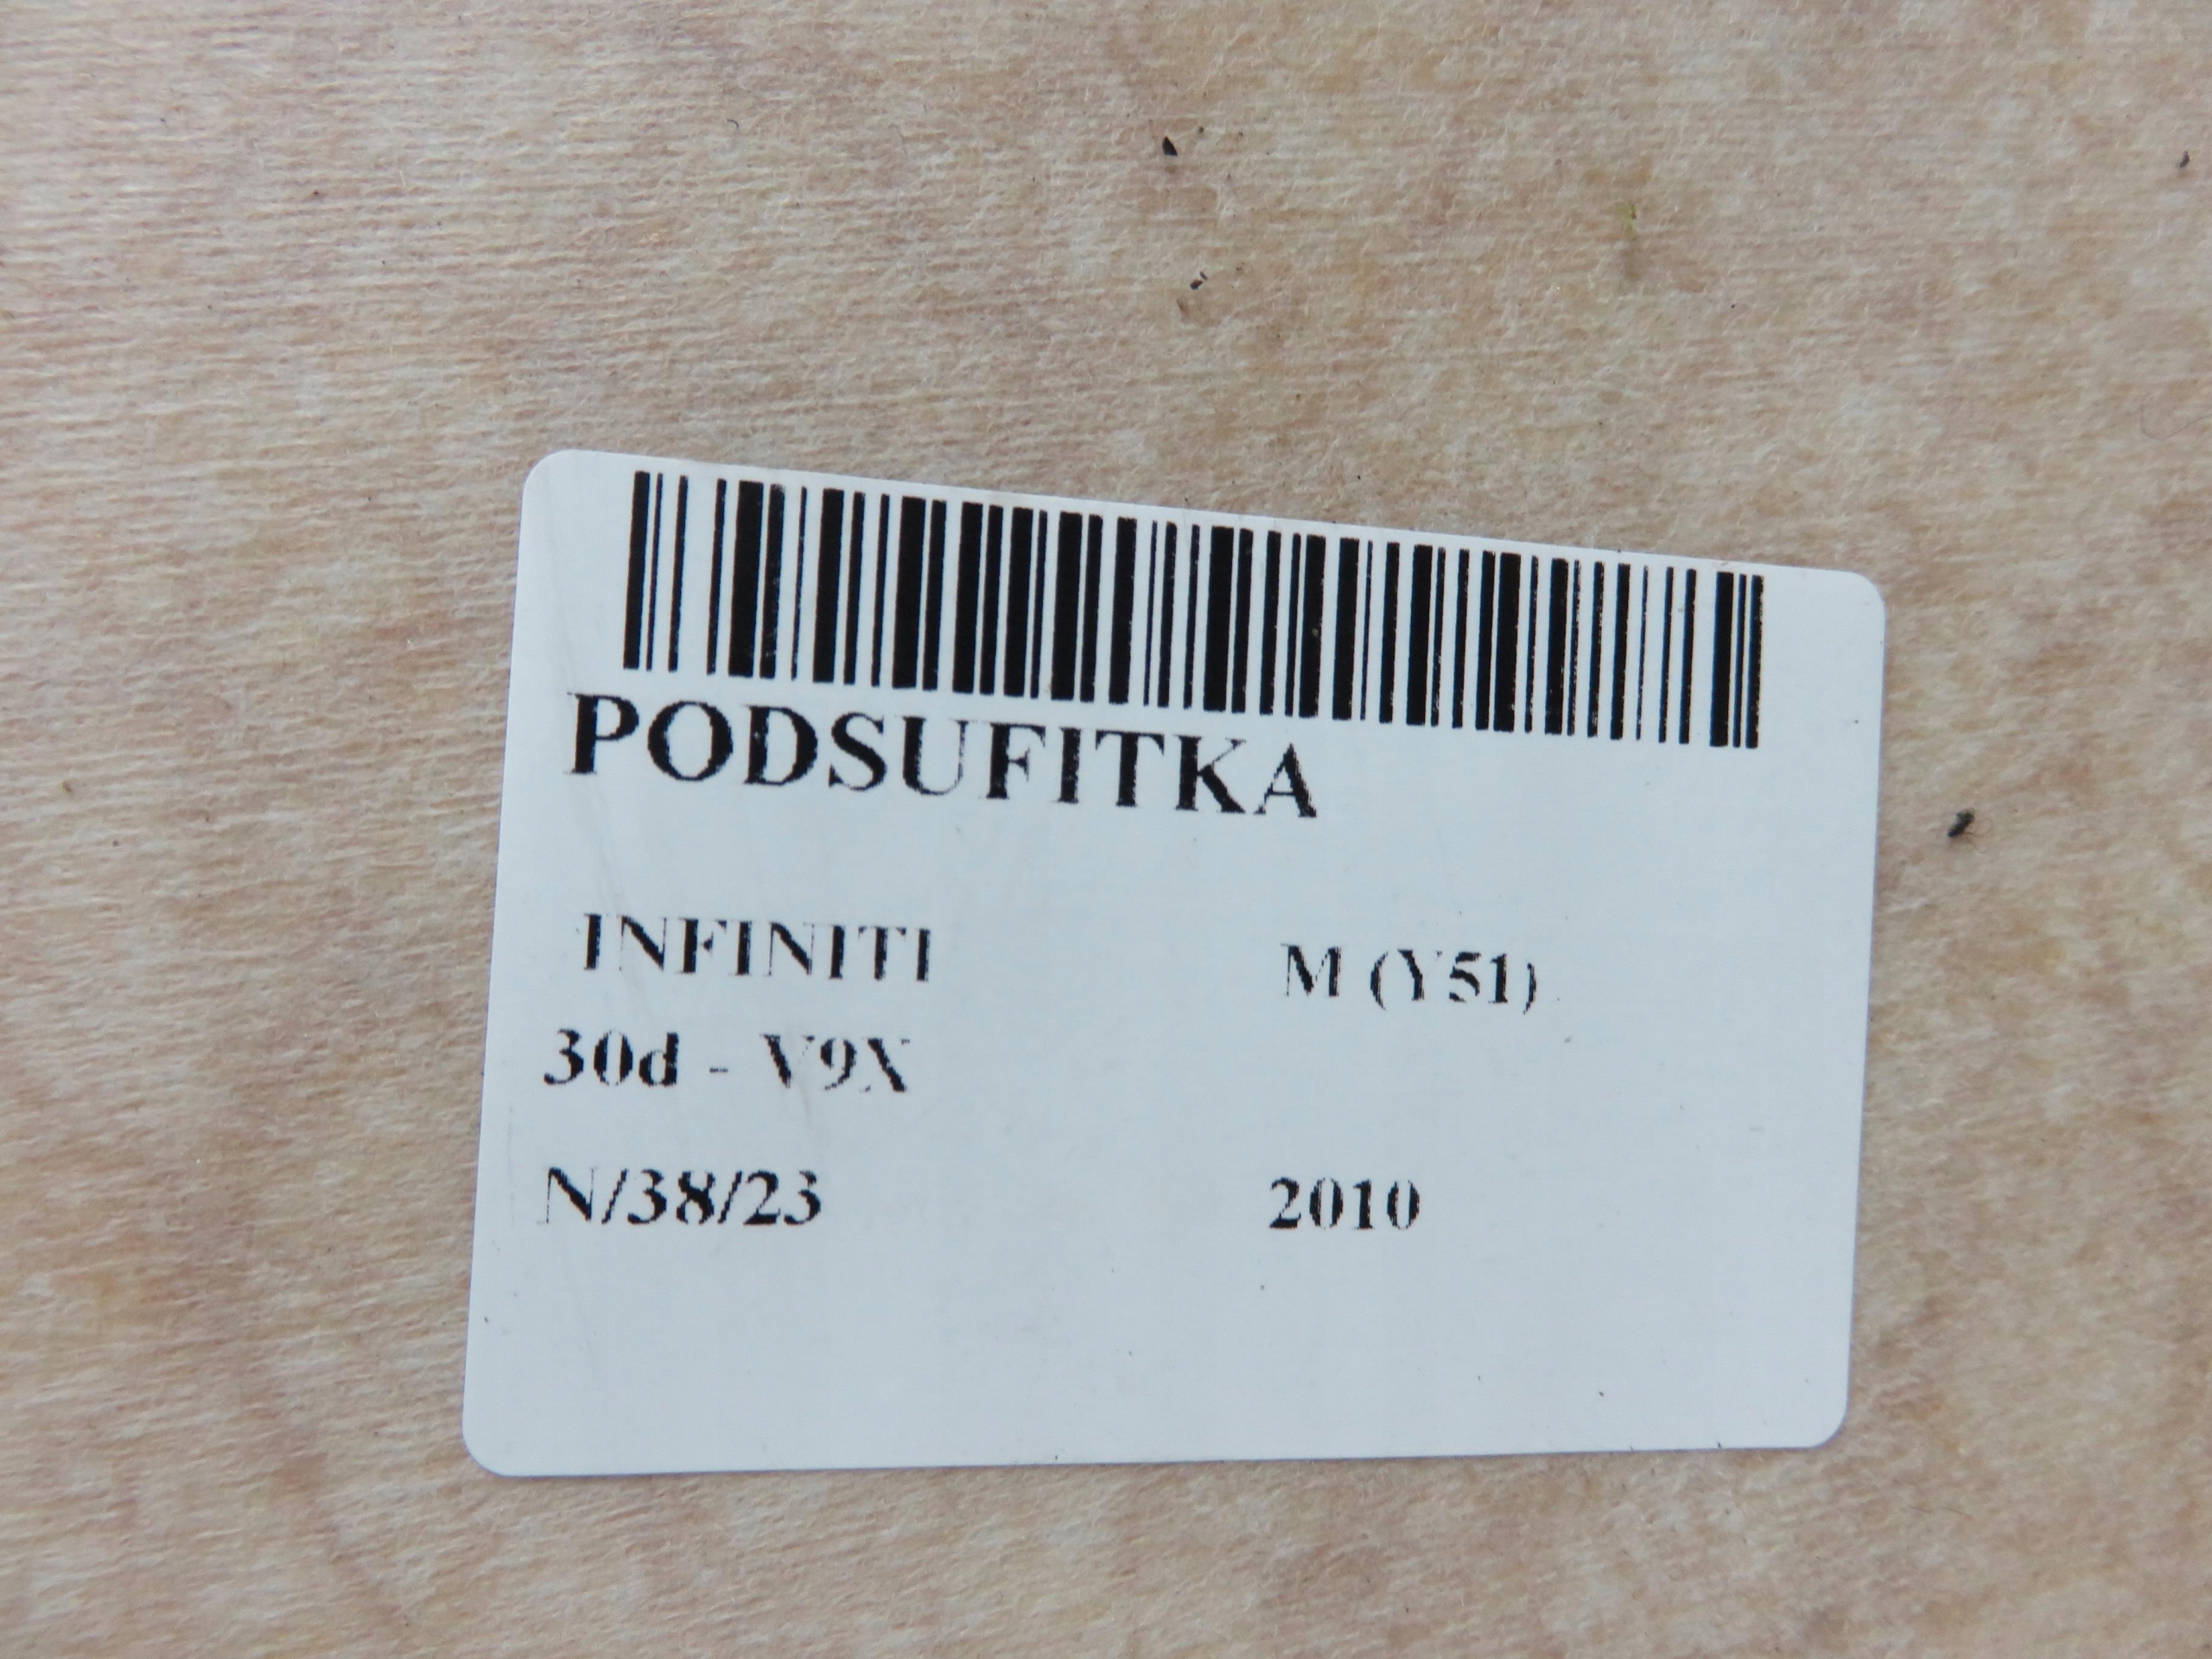 PODSUFITKA
INFINITI M (Y51)
30d - V9X
N/38/23 2010